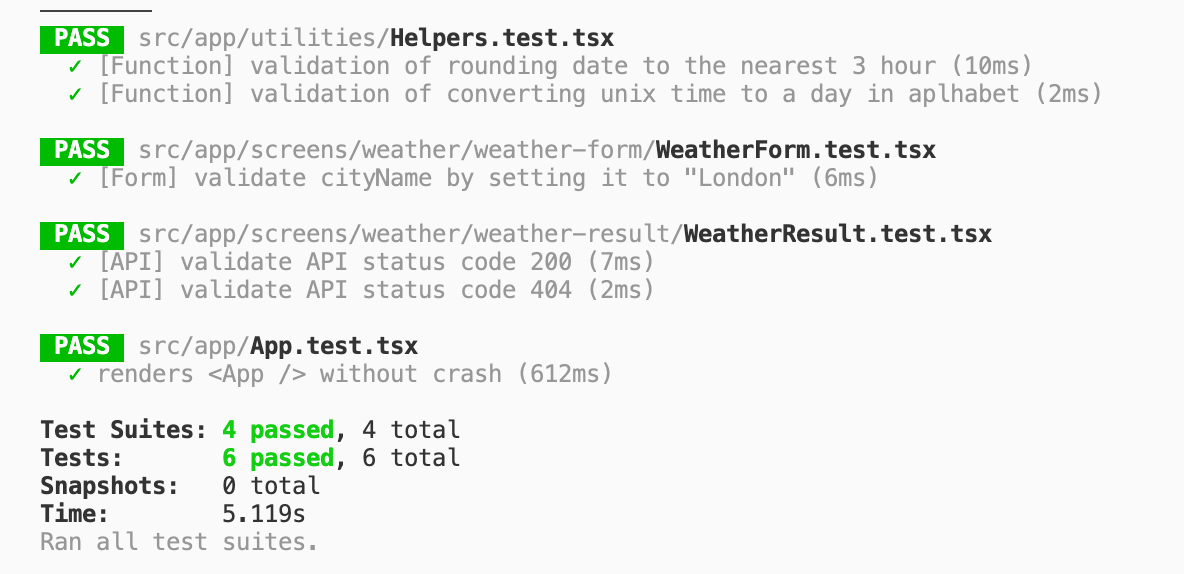 PASS src/app/utilities/Helpers.test.tsx
✓ [Function] validation of rounding date to the nearest 3 hour (10ms)
✓ [Function] validation of converting unix time to a day in aplhabet (2ms)
PASS src/app/screens/weather/weather-form/WeatherForm.test.tsx
✓ [Form] validate cityName by setting it to "London" (6ms)
PASS src/app/screens/weather/weather-result/WeatherResult.test.tsx
✓ [API] validate API status code 200 (7ms)
✓ [API] validate API status code 404 (2ms)
PASS src/app/App.test.tsx
✓ renders <App /> without crash (612ms)
Test Suites: 4 passed, 4 total
Tests: 6 passed, 6 total
Snapshots: 0 total
Time: 5.119s
Ran all test suites.